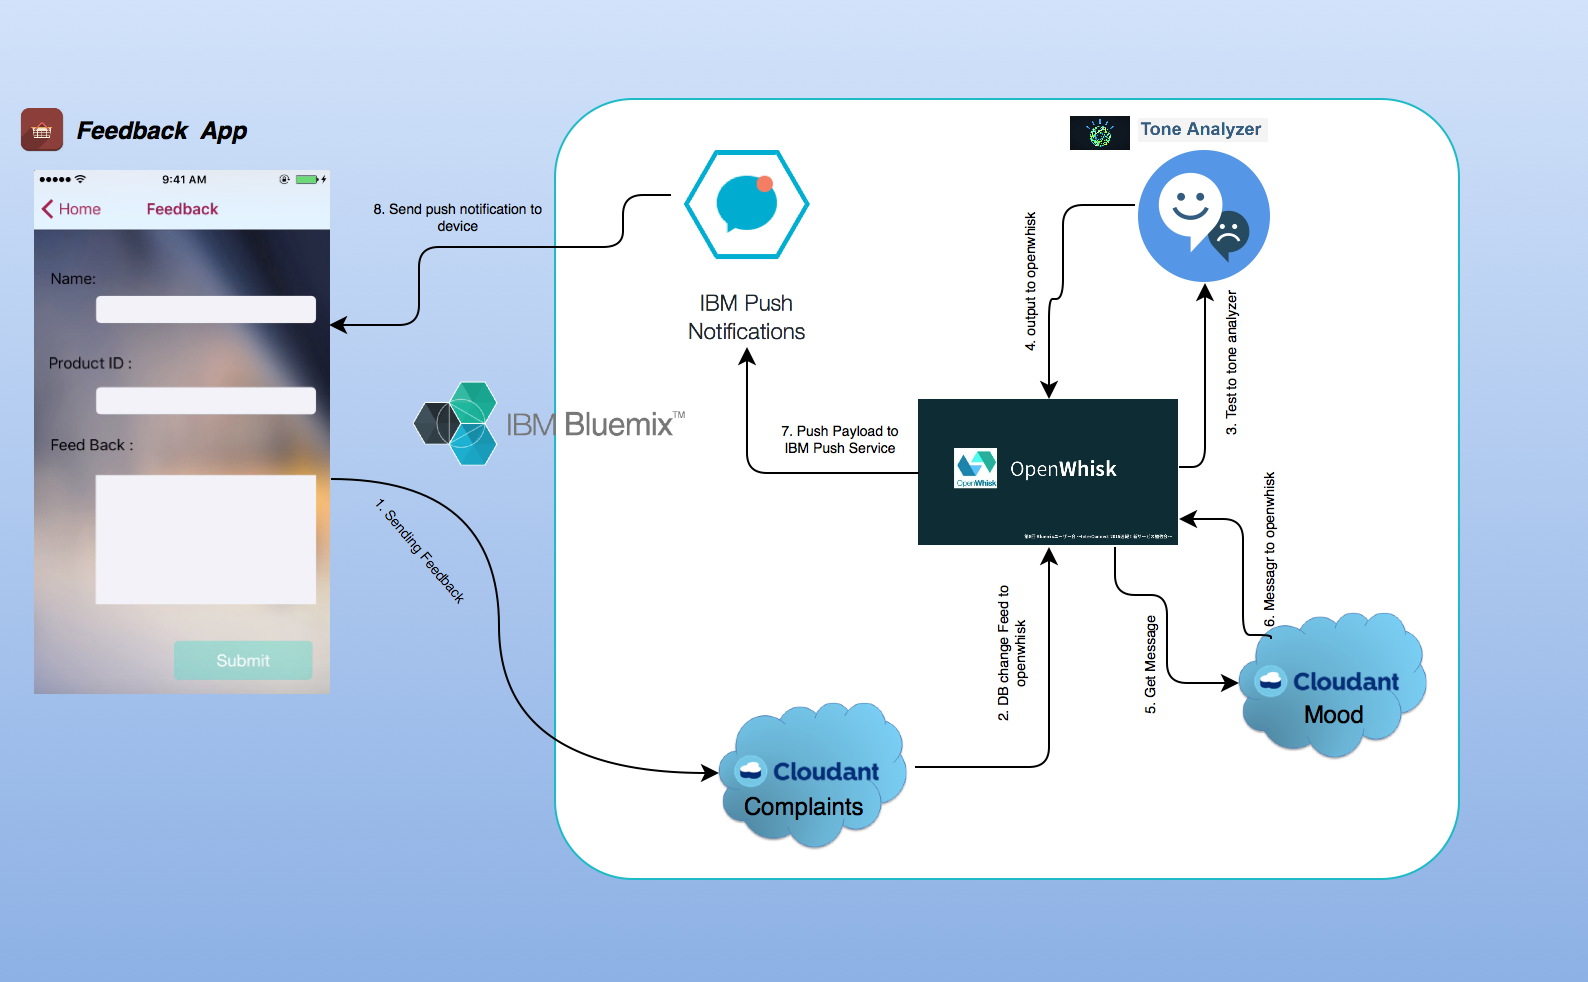 Feedback App
9:41 AM
Home
Feedback
Name:
Product ID :
Feed Back :
Submit
8. Send push notification to
device
1. Sending Feedback
IBM Bluemix™
IBM Push
Notifications
7. Push Payload to
IBM Push Service
Tone Analyzer
4. output to openwhisk
3. Test to tone analyzer
OpenWhisk
OpenWhisk
2. DB change Feed to
openwhisk
5. Get Message
6. Messagr to openwhisk
Cloudant
Mood
Cloudant
Complaints